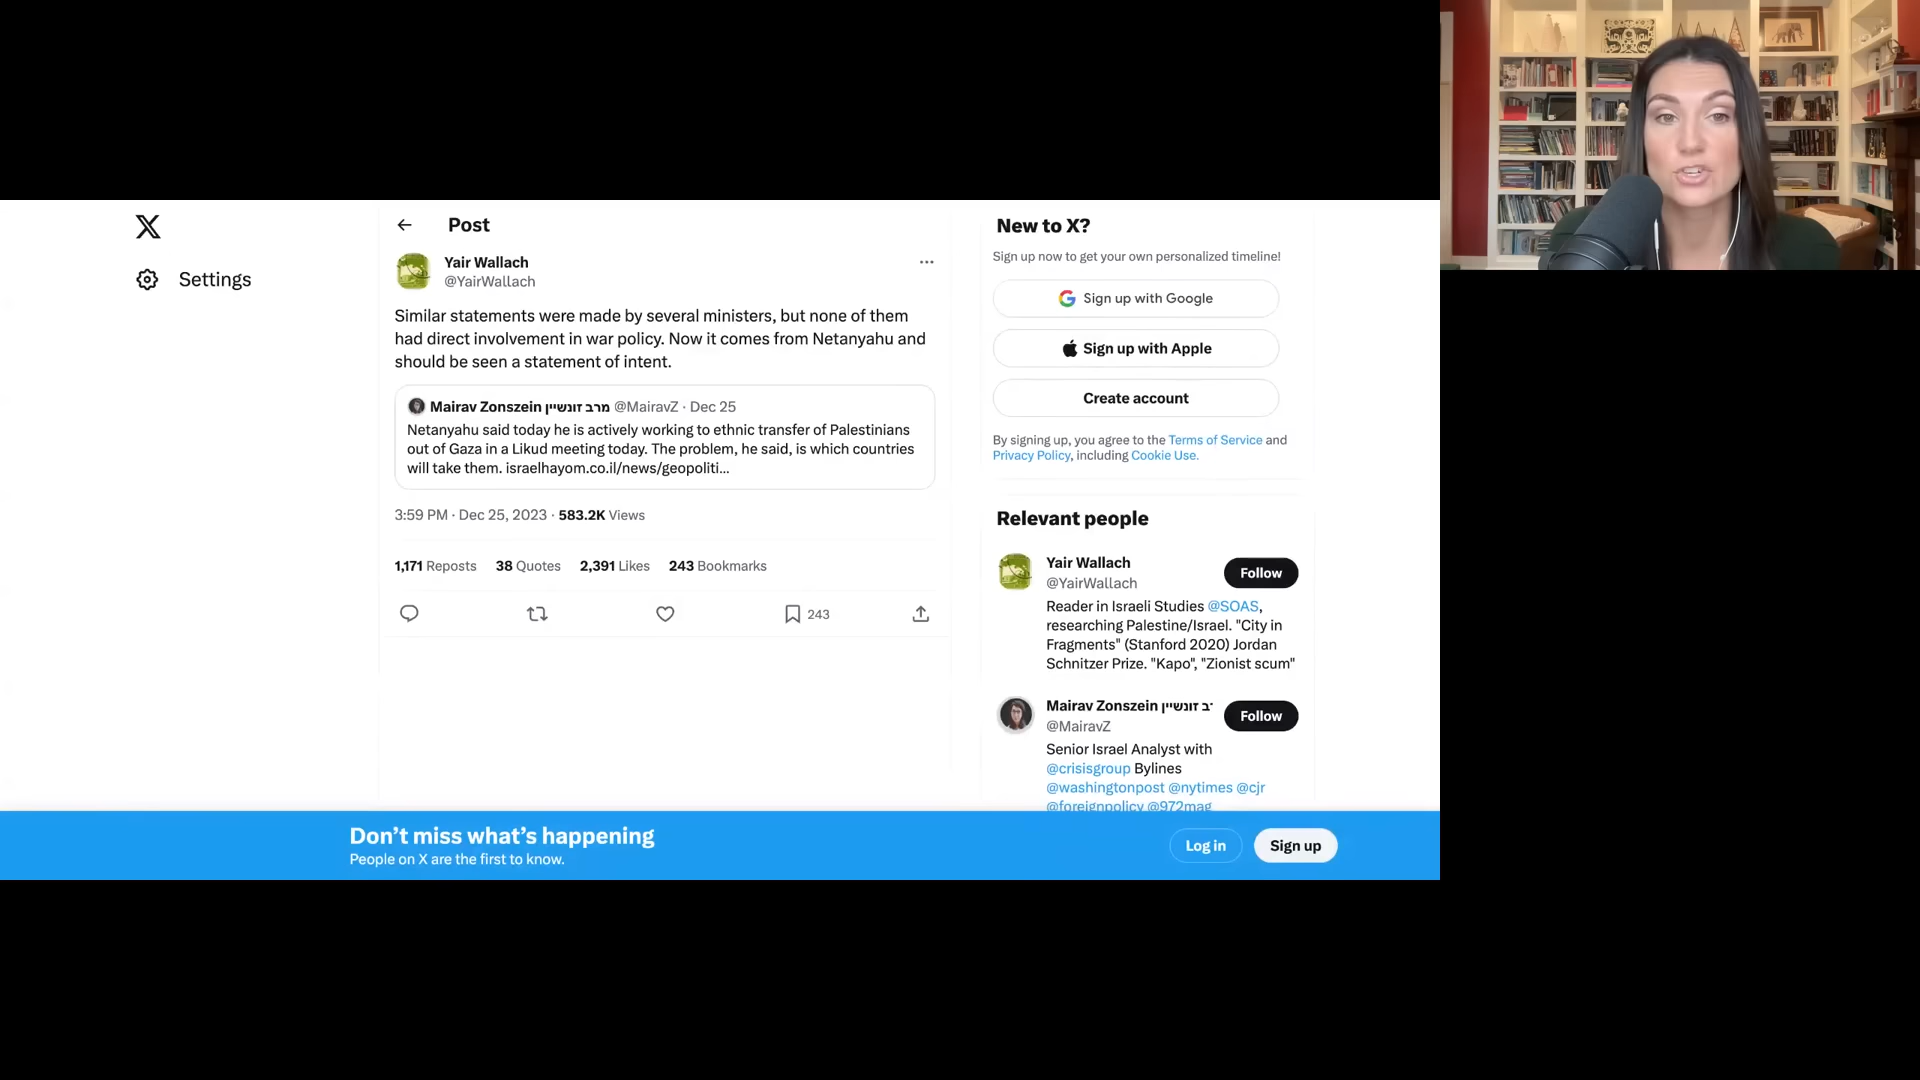 Settings
Post
Yair Wallach
@YairWallach
Similar statements were made by several ministers, but none of them
had direct involvement in war policy. Now it comes from Netanyahu and
should be seen a statement of intent.
Mairav Zonszein מרב זונשיין @MairavZ · Dec 25
Netanyahu said today he is actively working to ethnic transfer of Palestinians
out of Gaza in a Likud meeting today. The problem, he said, is which countries
will take them. israelhayom.co.il/news/geopoliti...
3:59 PM · Dec 25, 2023 · 583.2K Views
1,171 Reposts 38 Quotes 2,391 Likes 243 Bookmarks
243
New to X?
Sign up now to get your own personalized timeline!
Sign up with Google
Sign up with Apple
Create account
By signing up, you agree to the Terms of Service and
Privacy Policy, including Cookie Use.
Relevant people
Yair Wallach
@YairWallach
Follow
Reader in Israeli Studies @SOAS,
researching Palestine/Israel. "City in
Fragments" (Stanford 2020) Jordan
Schnitzer Prize. "Kapo", "Zionist scum"
Mairav Zonszein רב זונשיין
@MairavZ
Follow
Senior Israel Analyst with
@crisisgroup Bylines
@washingtonpost @nytimes @cjr
@foreignpolicy @972mag
Don't miss what's happening
People on X are the first to know.
Log in
Sign up